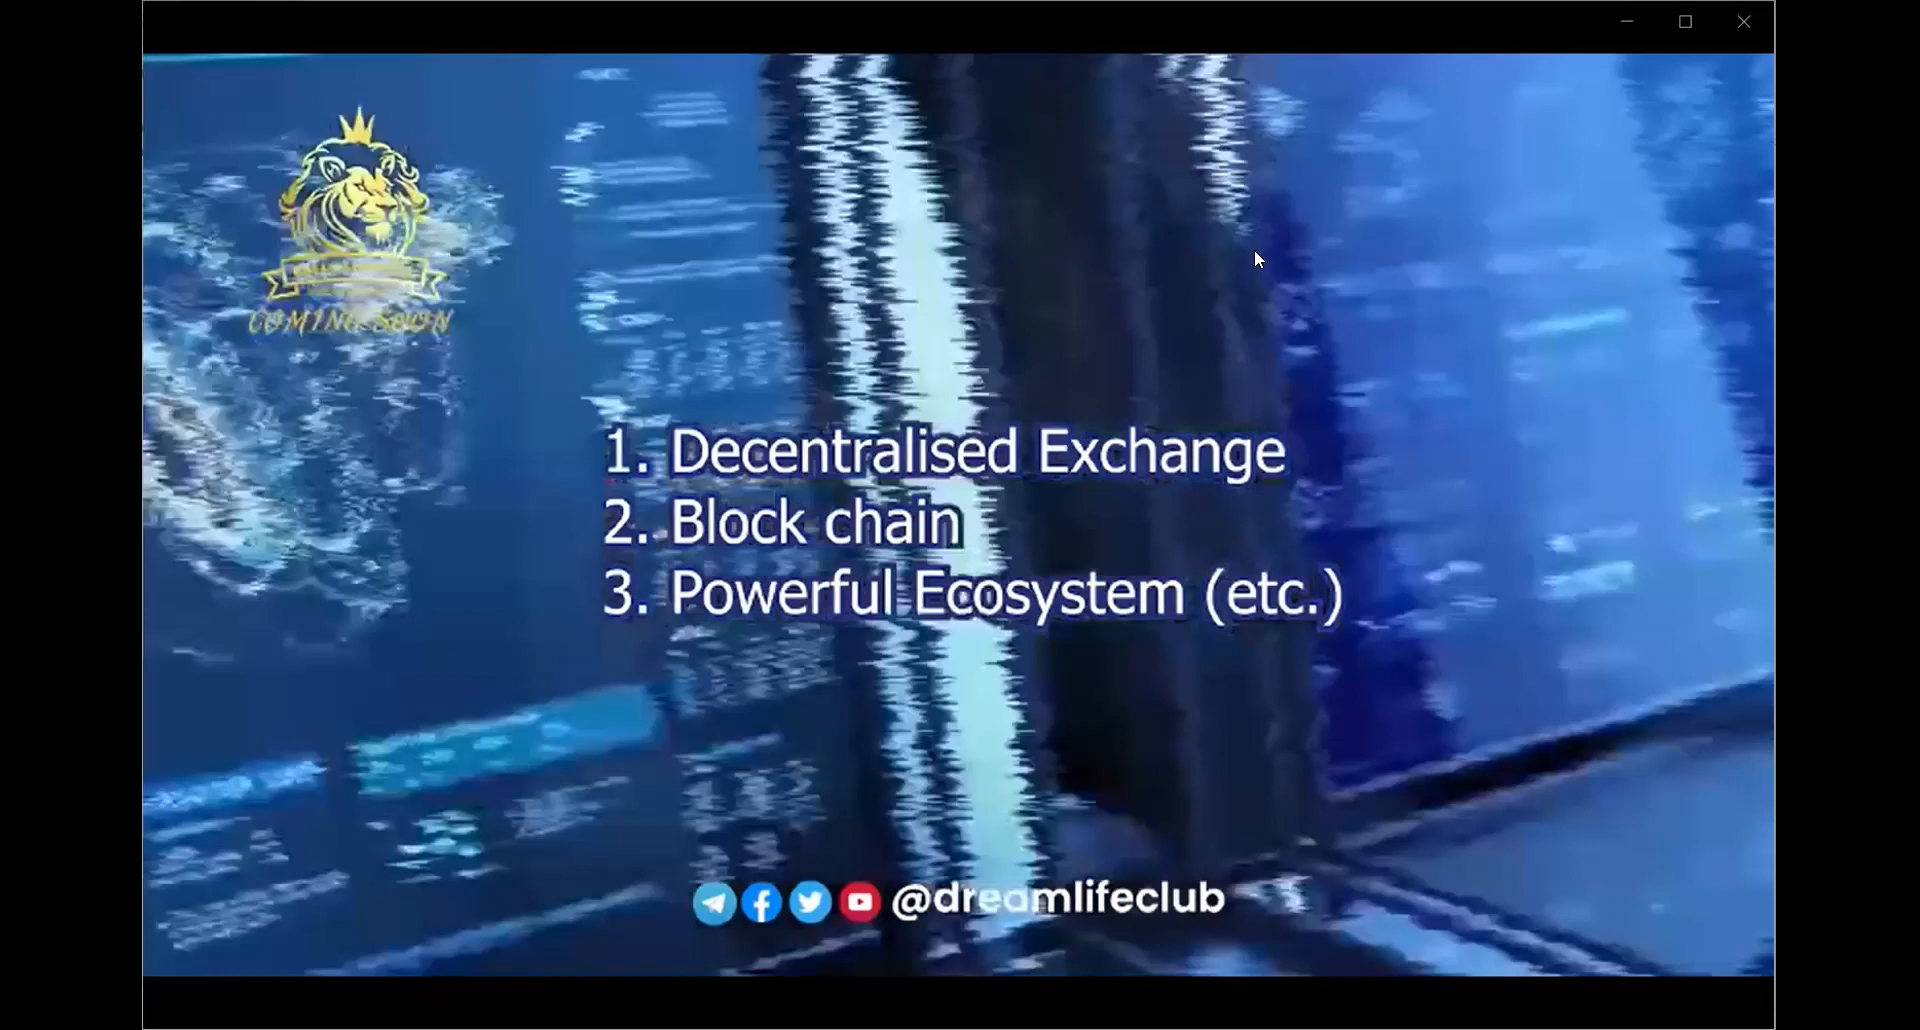 COMING SOON
1. Decentralised Exchange
2. Block chain
3. Powerful Ecosystem (etc.)
@dreamlifeclub